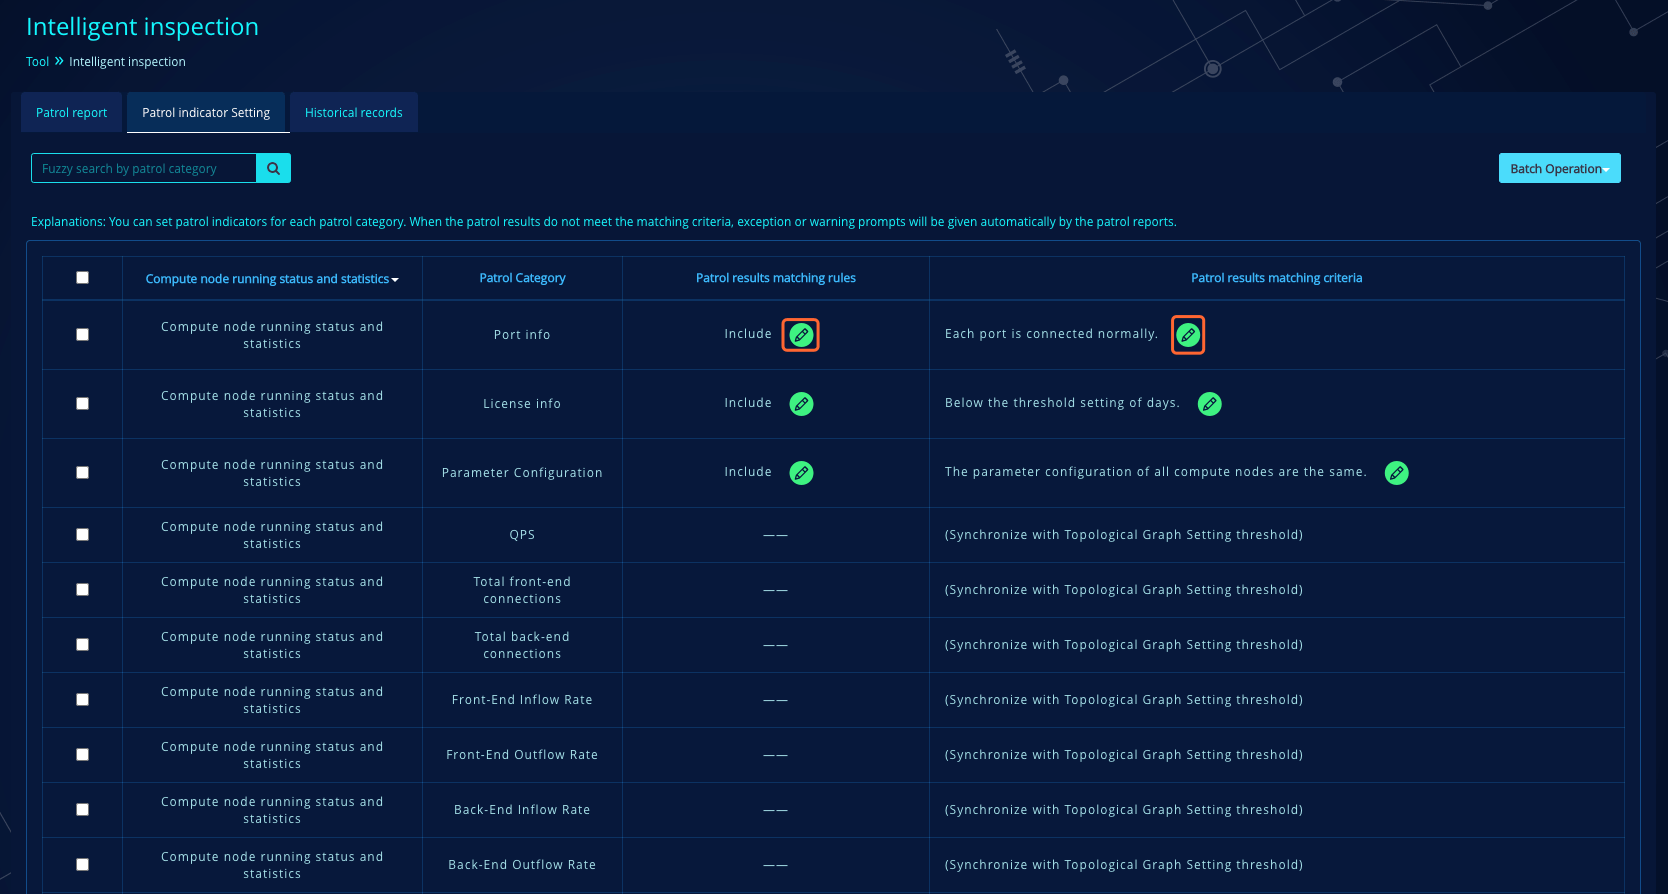 Intelligent inspection
Tool » Intelligent inspection
Patrol report
Patrol indicator Setting
Historical records
Fuzzy search by patrol category
Batch Operation
Explanations: You can set patrol indicators for each patrol category. When the patrol results do not meet the matching criteria, exception or warning prompts will be given automatically by the patrol reports.
Compute node running status and statistics
Patrol Category
Patrol results matching rules
Patrol results matching criteria
Compute node running status and
statistics
Port info
Include
Each port is connected normally.
Compute node running status and
statistics
License info
Include
Below the threshold setting of days.
Compute node running status and
statistics
Parameter Configuration
Include
The parameter configuration of all compute nodes are the same.
Compute node running status and
statistics
QPS
——
(Synchronize with Topological Graph Setting threshold)
Compute node running status and
statistics
Total front-end
connections
——
(Synchronize with Topological Graph Setting threshold)
Compute node running status and
statistics
Total back-end
connections
——
(Synchronize with Topological Graph Setting threshold)
Compute node running status and
statistics
Front-End Inflow Rate
——
(Synchronize with Topological Graph Setting threshold)
Compute node running status and
statistics
Front-End Outflow Rate
——
(Synchronize with Topological Graph Setting threshold)
Compute node running status and
statistics
Back-End Inflow Rate
——
(Synchronize with Topological Graph Setting threshold)
Compute node running status and
statistics
Back-End Outflow Rate
——
(Synchronize with Topological Graph Setting threshold)